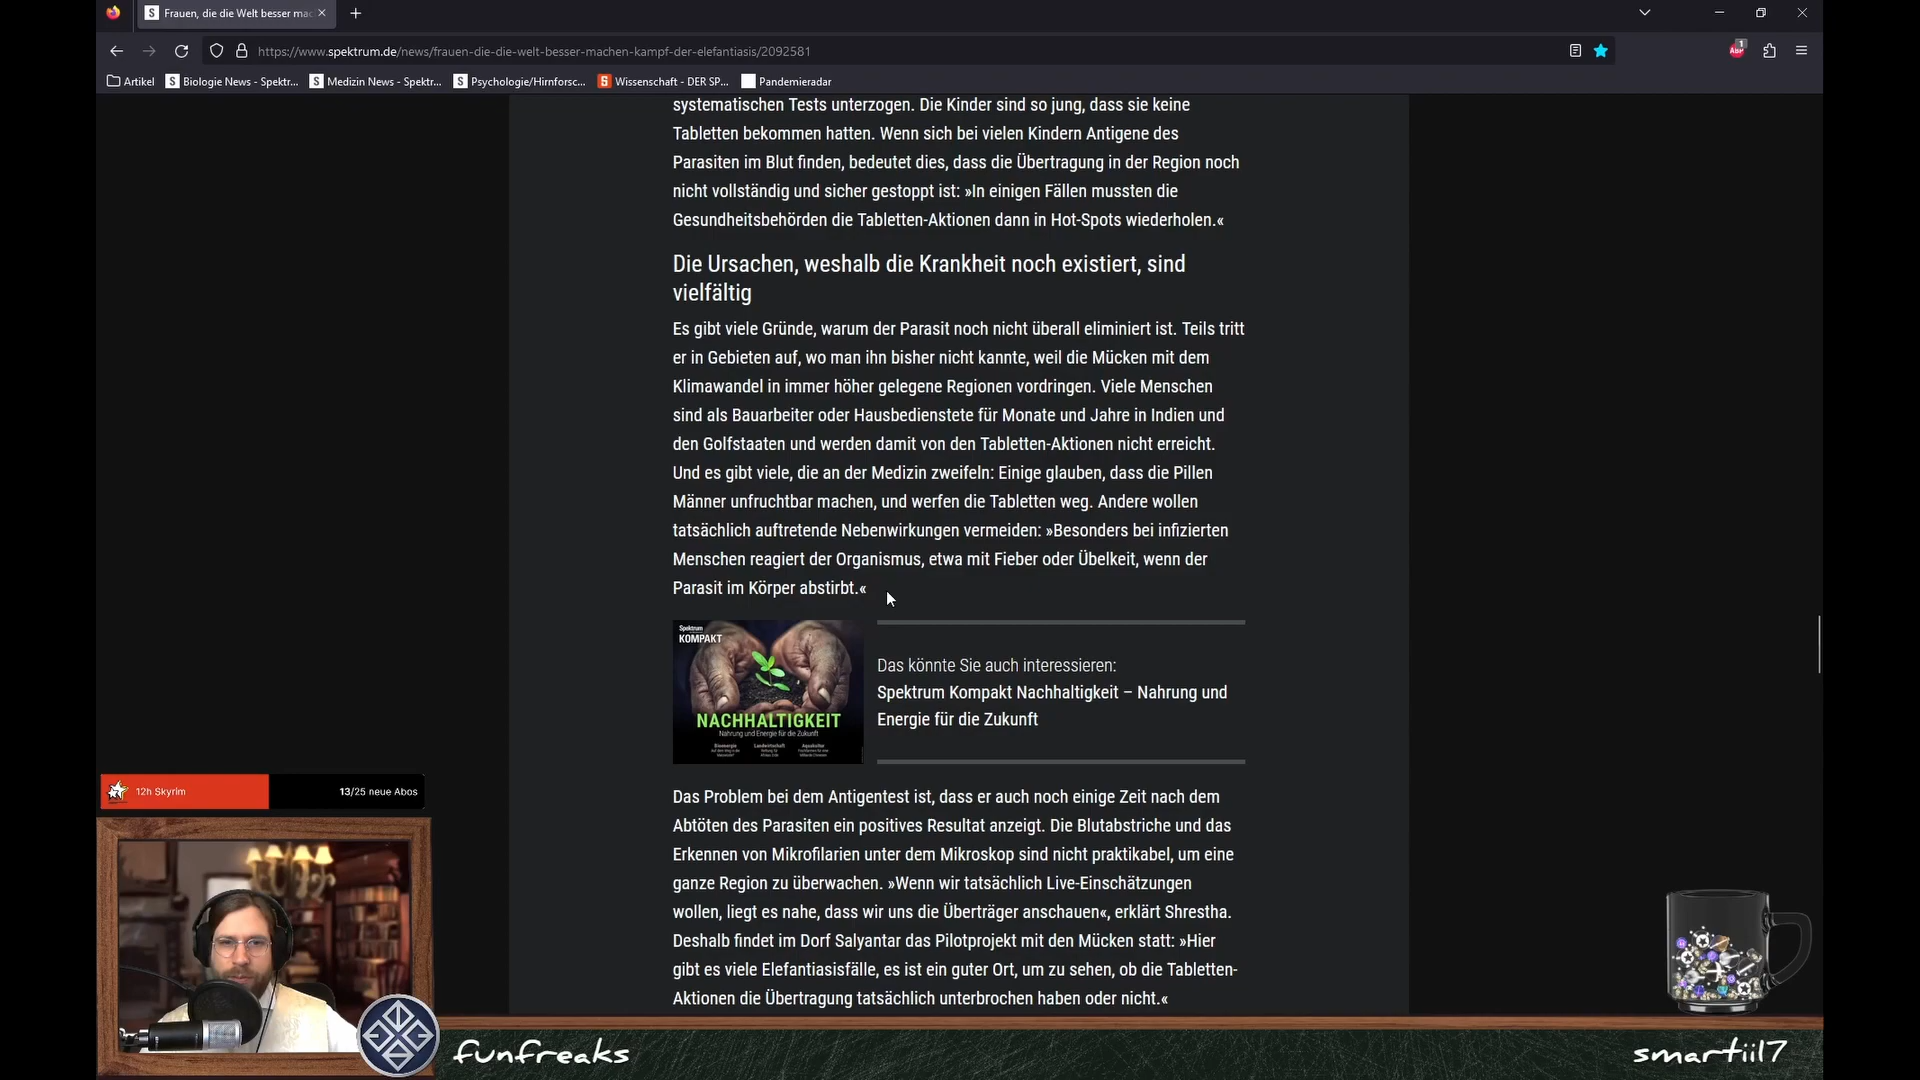 Frauen, die die Welt besser mac
https://www.spektrum.de/news/frauen-die-die-welt-besser-machen-kampf-der-elefantiasis/2092581
Artikel
Biologie News - Spektr...
Medizin News - Spektr...
Psychologie/Hirnforsc...
Wissenschaft - DER SP...
Pandemieradar
systematischen Tests unterzogen. Die Kinder sind so jung, dass sie keine
Tabletten bekommen hatten. Wenn sich bei vielen Kindern Antigene des
Parasiten im Blut finden, bedeutet dies, dass die Übertragung in der Region noch
nicht vollständig und sicher gestoppt ist: »In einigen Fällen mussten die
Gesundheitsbehörden die Tabletten-Aktionen dann in Hot-Spots wiederholen.«
Die Ursachen, weshalb die Krankheit noch existiert, sind
vielfältig
Es gibt viele Gründe, warum der Parasit noch nicht überall eliminiert ist. Teils tritt
er in Gebieten auf, wo man ihn bisher nicht kannte, weil die Mücken mit dem
Klimawandel in immer höher gelegene Regionen vordringen. Viele Menschen
sind als Bauarbeiter oder Hausbedienstete für Monate und Jahre in Indien und
den Golfstaaten und werden damit von den Tabletten-Aktionen nicht erreicht.
Und es gibt viele, die an der Medizin zweifeln: Einige glauben, dass die Pillen
Männer unfruchtbar machen, und werfen die Tabletten weg. Andere wollen
tatsächlich auftretende Nebenwirkungen vermeiden: »Besonders bei infizierten
Menschen reagiert der Organismus, etwa mit Fieber oder Übelkeit, wenn der
Parasit im Körper abstirbt.«
Spektrum
KOMPAKT
NACHHALTIGKEIT
Nahrung und Energie für die Zukunft
Das könnte Sie auch interessieren:
Spektrum Kompakt Nachhaltigkeit – Nahrung und
Energie für die Zukunft
Das Problem bei dem Antigentest ist, dass er auch noch einige Zeit nach dem
Abtöten des Parasiten ein positives Resultat anzeigt. Die Blutabstriche und das
Erkennen von Mikrofilarien unter dem Mikroskop sind nicht praktikabel, um eine
ganze Region zu überwachen. »Wenn wir tatsächlich Live-Einschätzungen
wollen, liegt es nahe, dass wir uns die Überträger anschauen«, erklärt Shrestha.
Deshalb findet im Dorf Salyantar das Pilotprojekt mit den Mücken statt: »Hier
gibt es viele Elefantiasisfälle, es ist ein guter Ort, um zu sehen, ob die Tabletten-
Aktionen die Übertragung tatsächlich unterbrochen haben oder nicht.«
12h Skyrim
13/25 neue Abos
funfreaks
smartiil7